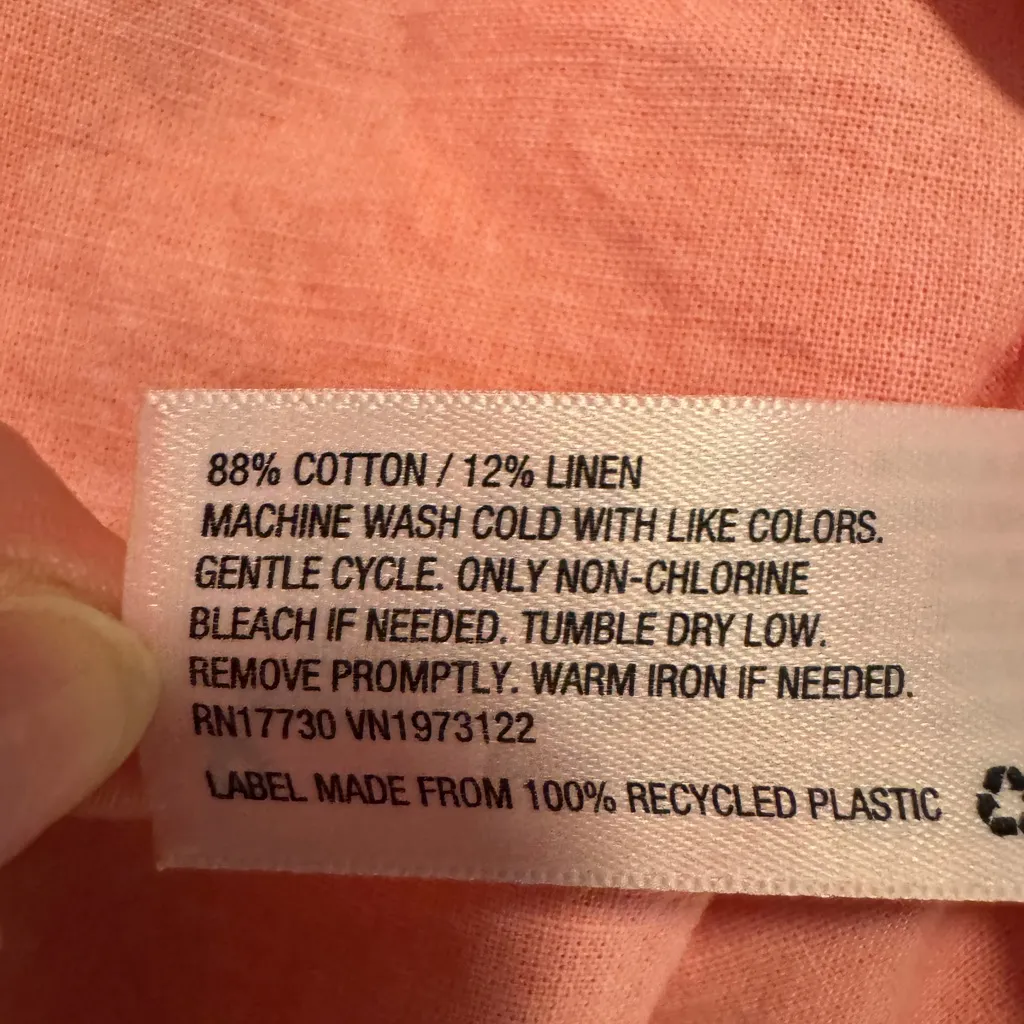 88% COTTON / 12% LINEN
MACHINE WASH COLD WITH LIKE COLORS.
GENTLE CYCLE. ONLY NON-CHLORINE
BLEACH IF NEEDED. TUMBLE DRY LOW.
REMOVE PROMPTLY. WARM IRON IF NEEDED.
RN17730 VN1973122
LABEL MADE FROM 100% RECYCLED PLASTIC